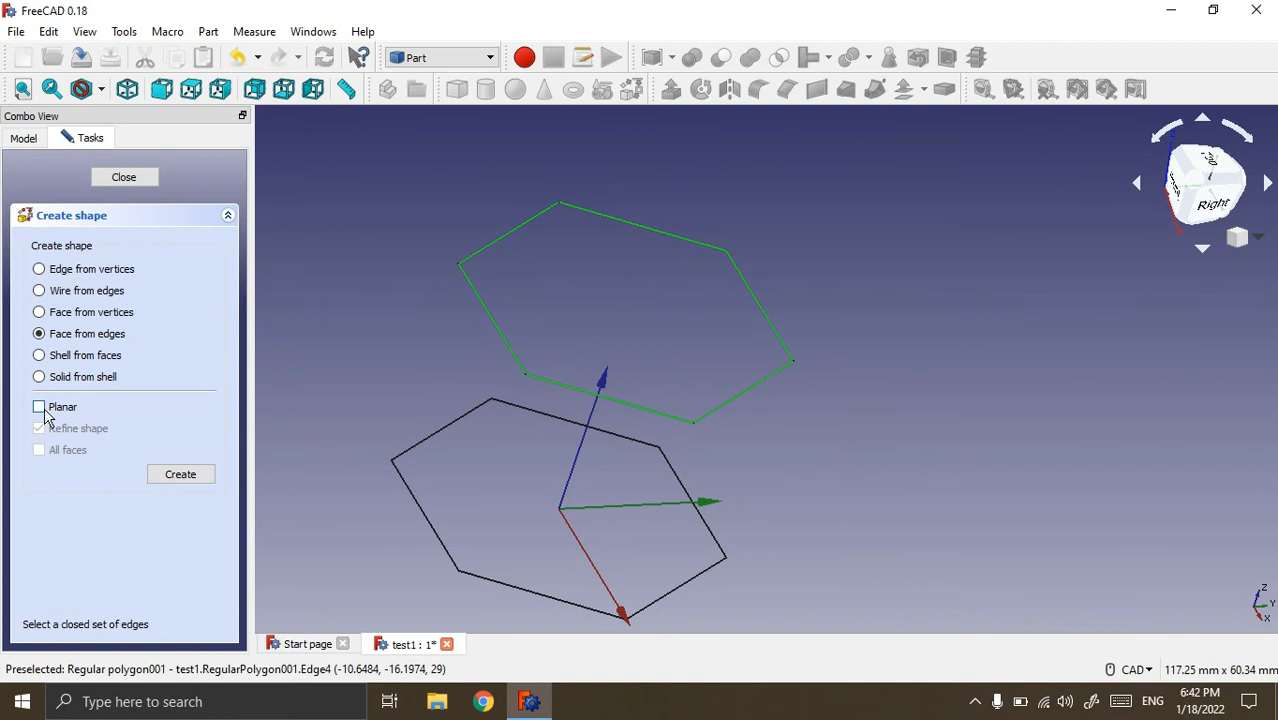 FreeCAD 0.18
File Edit View Tools Macro Part Measure Windows Help
Part
Combo View
Model Tasks
Close
Create shape
Create shape
Edge from vertices
Wire from edges
Face from vertices
Face from edges
Shell from faces
Solid from shell
Planar
Refine shape
All faces
Create
Select a closed set of edges
Right
Z
Y
X
Start page test1 : 1*
Preselected: Regular polygon001 - test1.RegularPolygon001.Edge4 (-10.6484, -16.1974, 29) CAD 117.25 mm x 60.34 mm
Type here to search
ENG
6:42 PM
1/18/2022